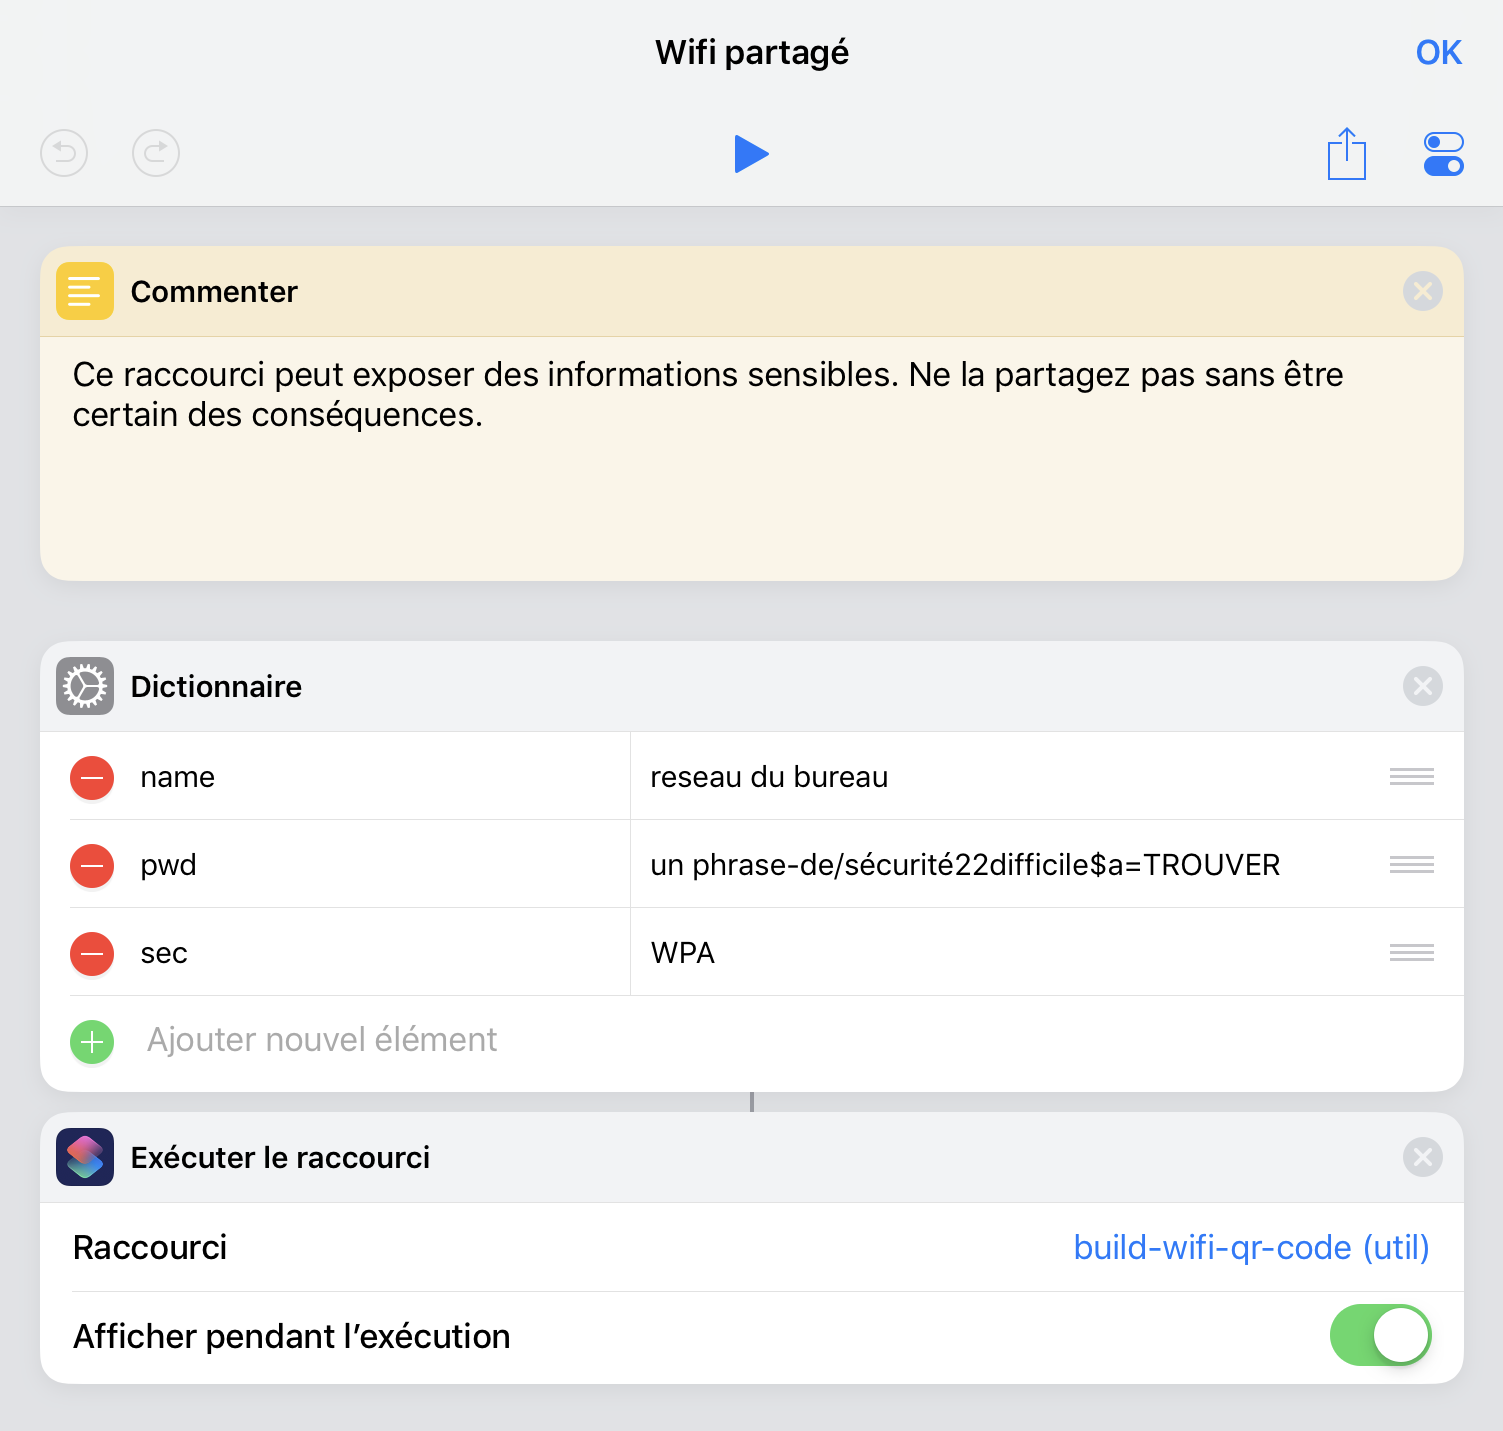 Wifi partagé
OK
Commenter
Ce raccourci peut exposer des informations sensibles. Ne la partagez pas sans être
certain des conséquences.
Dictionnaire
name
reseau du bureau
pwd
un phrase-de/sécurité22difficile$a=TROUVER
sec
WPA
Ajouter nouvel élément
Exécuter le raccourci
Raccourci
build-wifi-qr-code (util)
Afficher pendant l’exécution